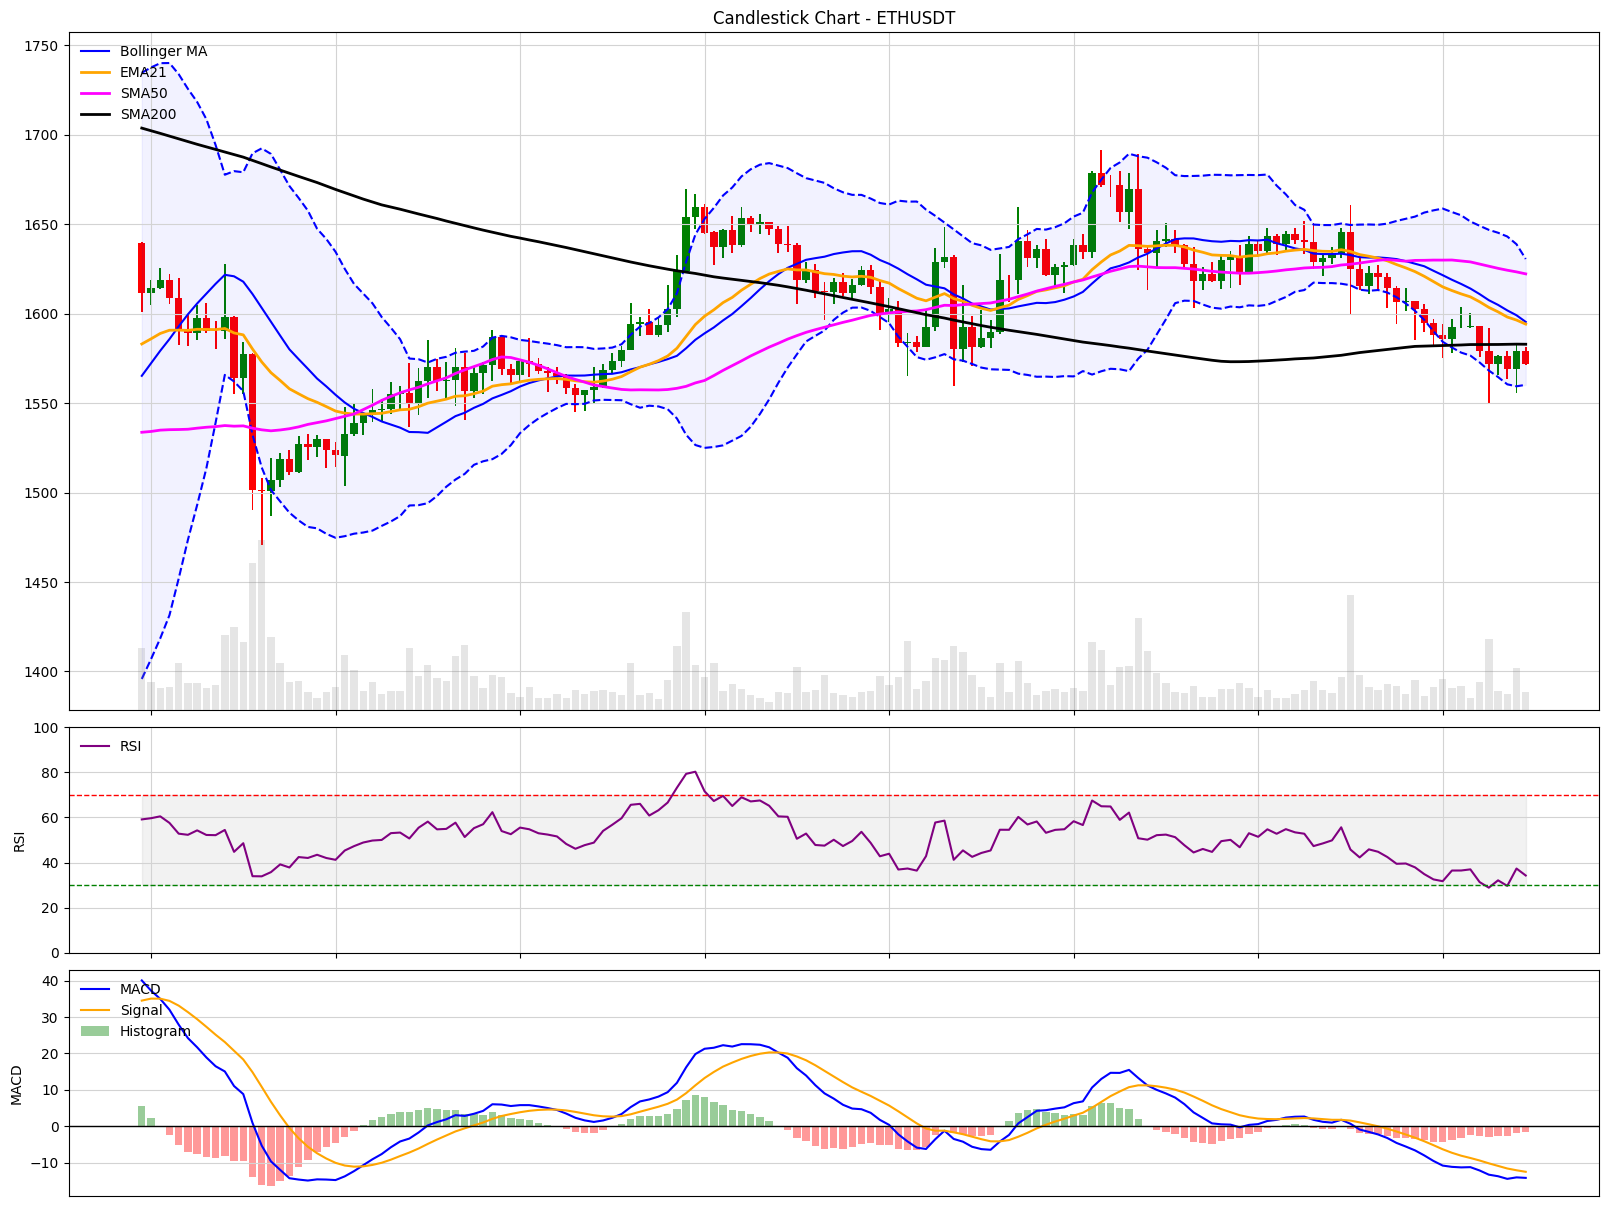 Candlestick Chart - ETHUSDT
1750
1700
1650
1600
1550
1500
1450
1400
Bollinger MA
EMA21
SMA50
SMA200
100
80
60
40
20
0
RSI
RSI
40
30
20
10
0
−10
MACD
MACD
Signal
Histogram